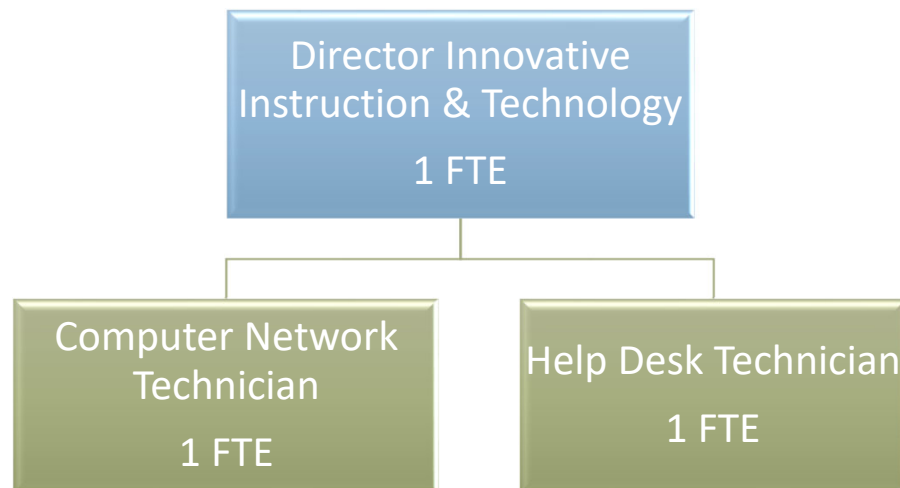 Director Innovative
Instruction & Technology
1 FTE
Computer Network
Technician
1 FTE
Help Desk Technician
1 FTE